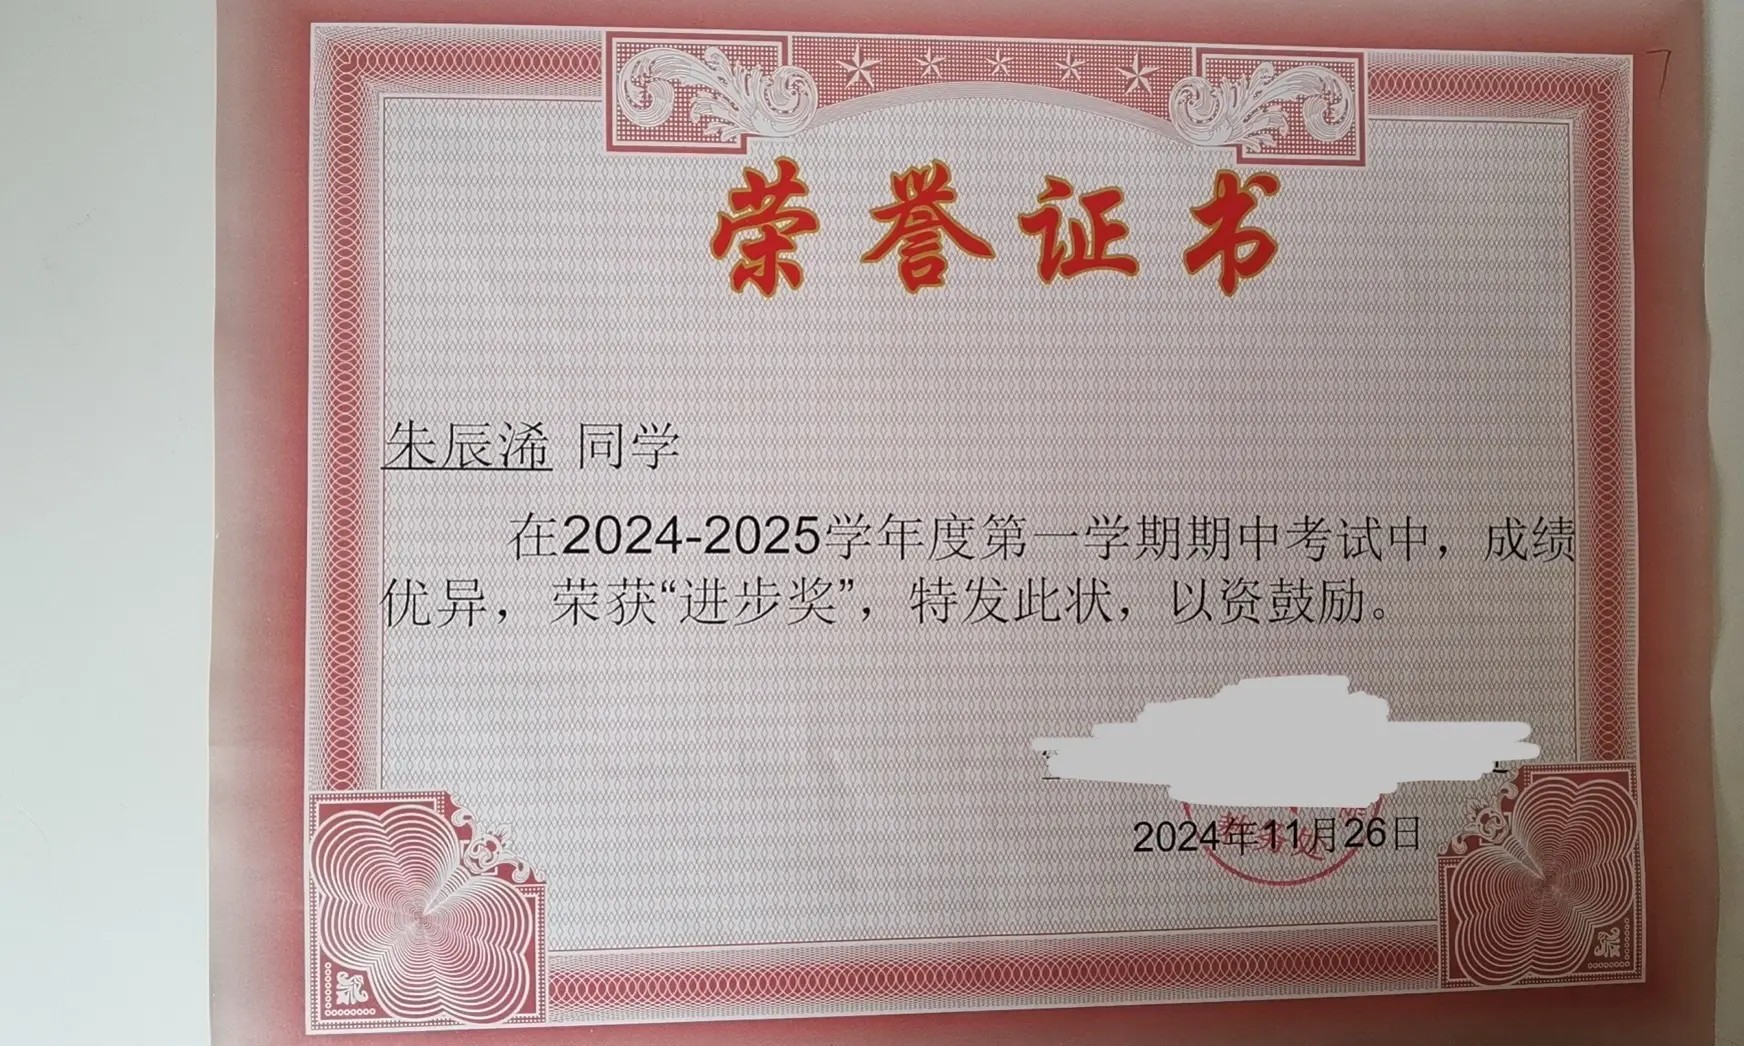 荣誉证书
朱辰浠 同学
在2024-2025学年度第一学期期中考试中，成绩
优异，荣获“进步奖”，特发此状，以资鼓励。
2024年11月26日
教务处